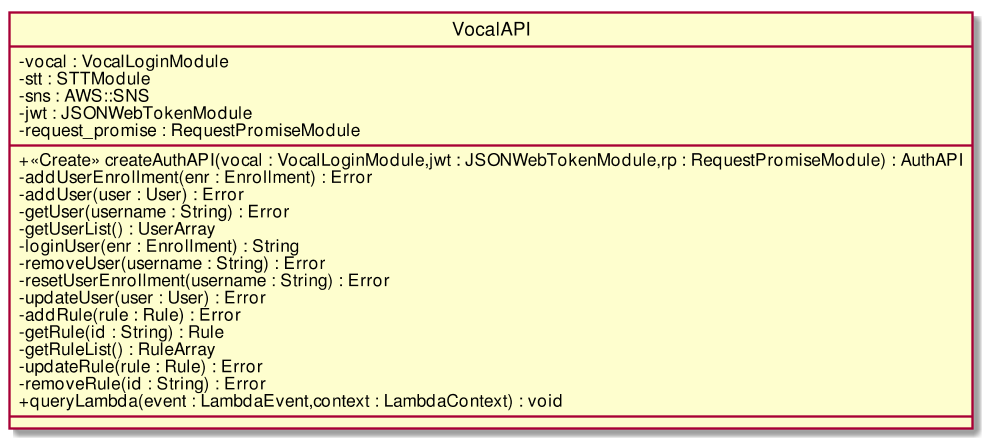 VocalAPI
-vocal : VocalLoginModule
-stt : STTModule
-sns : AWS::SNS
-jwt : JSONWebTokenModule
-request_promise : RequestPromiseModule
+«Create» createAuthAPI(vocal : VocalLoginModule,jwt : JSONWebTokenModule,rp : RequestPromiseModule) : AuthAPI
-addUserEnrollment(enr : Enrollment) : Error
-addUser(user : User) : Error
-getUser(username : String) : Error
-getUserList() : UserArray
-loginUser(enr : Enrollment) : String
-removeUser(username : String) : Error
-resetUserEnrollment(username : String) : Error
-updateUser(user : User) : Error
-addRule(rule : Rule) : Error
-getRule(id : String) : Rule
-getRuleList() : RuleArray
-updateRule(rule : Rule) : Error
-removeRule(id : String) : Error
+queryLambda(event : LambdaEvent,context : LambdaContext) : void